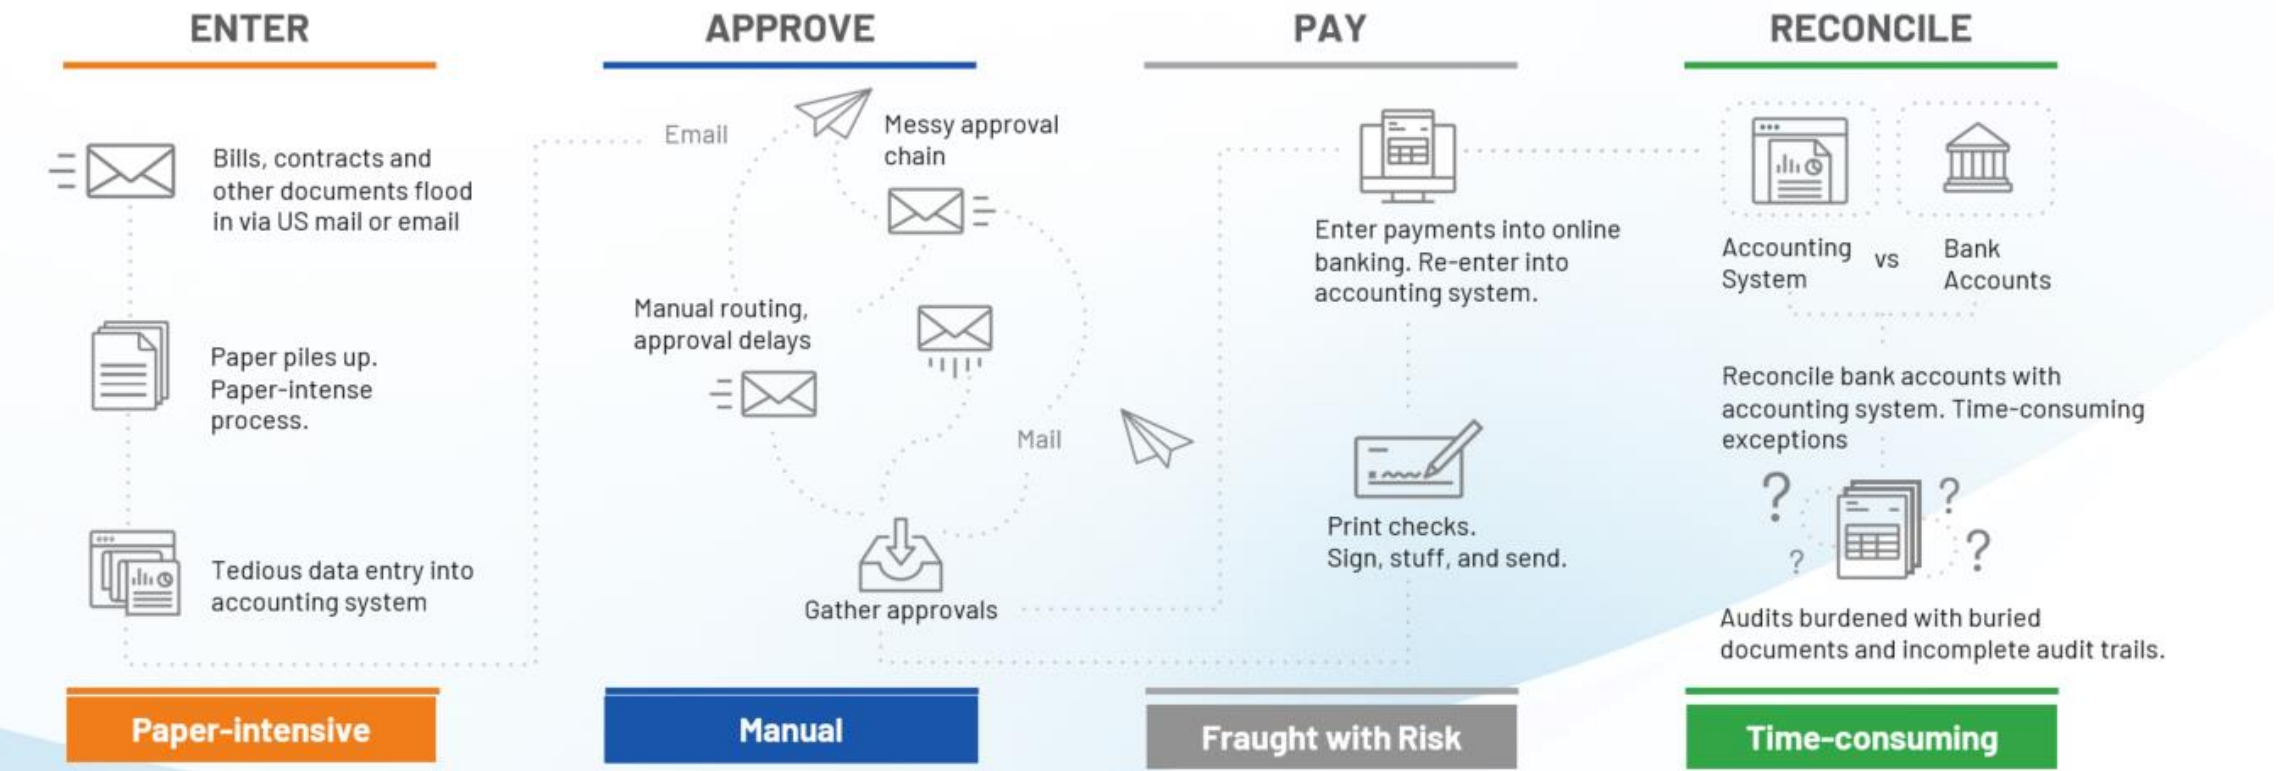 ENTER
Bills, contracts and
other documents flood
in via US mail or email
Paper piles up.
Paper-intense
process.
Tedious data entry into
accounting system
Paper-intensive
APPROVE
Email
Messy approval
chain
Manual routing,
approval delays
Mail
Gather approvals
Manual
PAY
Enter payments into online
banking. Re-enter into
accounting system.
Print checks.
Sign, stuff, and send.
Fraught with Risk
RECONCILE
Accounting
System
vs
Bank
Accounts
Reconcile bank accounts with
accounting system. Time-consuming
exceptions
?
?
?
?
Audits burdened with buried
documents and incomplete audit trails.
Time-consuming